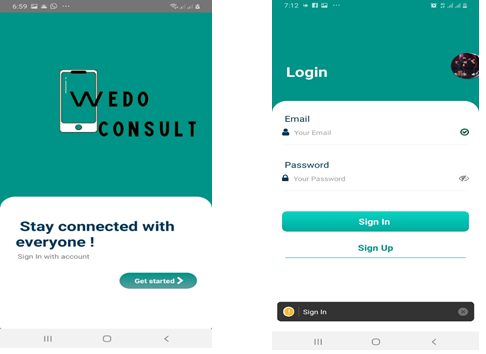 6:59
WEDO
CONSULT
Stay connected with
everyone !
Sign In with account
Get started
7:12
Login
Email
Your Email
Password
Your Password
Sign In
Sign Up
Sign In